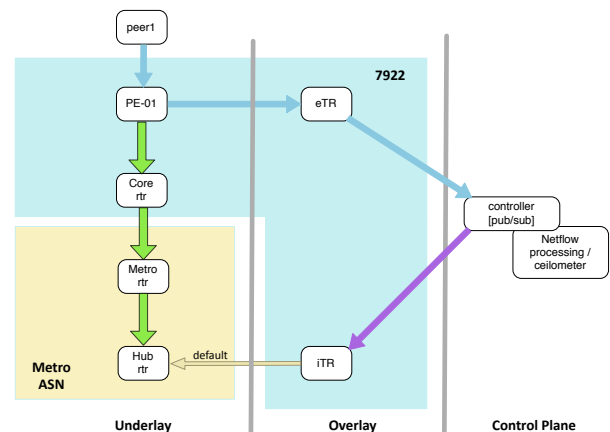 peer1
7922
PE-01
eTR
Core
rtr
controller
[pub/sub]
Netflow
processing /
ceilometer
Metro
rtr
default
Hub
rtr
iTR
Metro
ASN
Underlay
Overlay
Control Plane